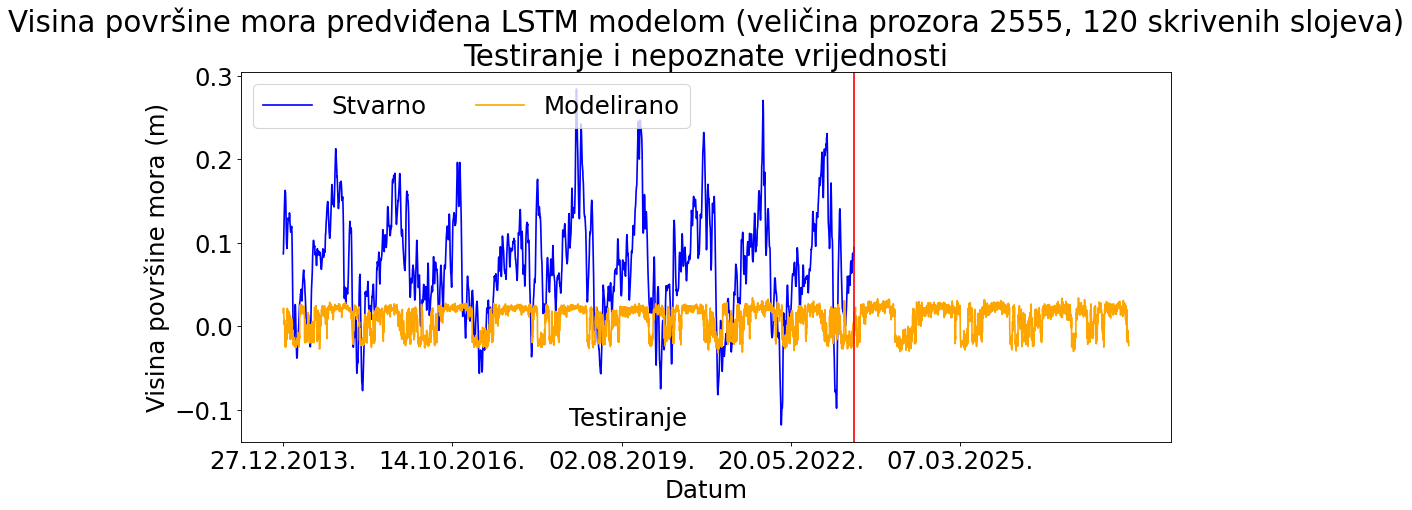 Visina površine mora predviđena LSTM modelom (veličina prozora 2555, 120 skrivenih slojeva)
Testiranje i nepoznate vrijednosti
Stvarno
Modelirano
Visina površine mora (m)
0.3
0.2
0.1
0.0
−0.1
Testiranje
27.12.2013.
14.10.2016.
02.08.2019.
20.05.2022.
07.03.2025.
Datum